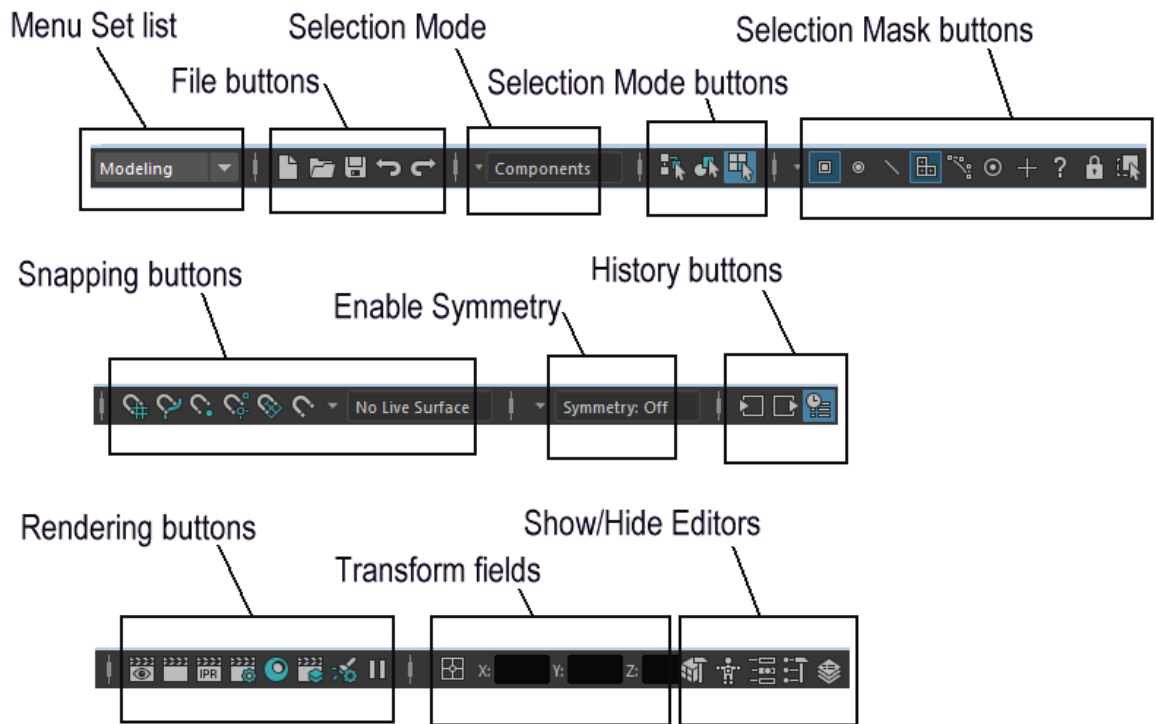 Menu Set list
Selection Mode
Selection Mask buttons
File buttons
Selection Mode buttons
Modeling
Components
?
Snapping buttons
History buttons
Enable Symmetry
No Live Surface
Symmetry: Off
Rendering buttons
Show/Hide Editors
Transform fields
IPR
X:
Y:
Z: